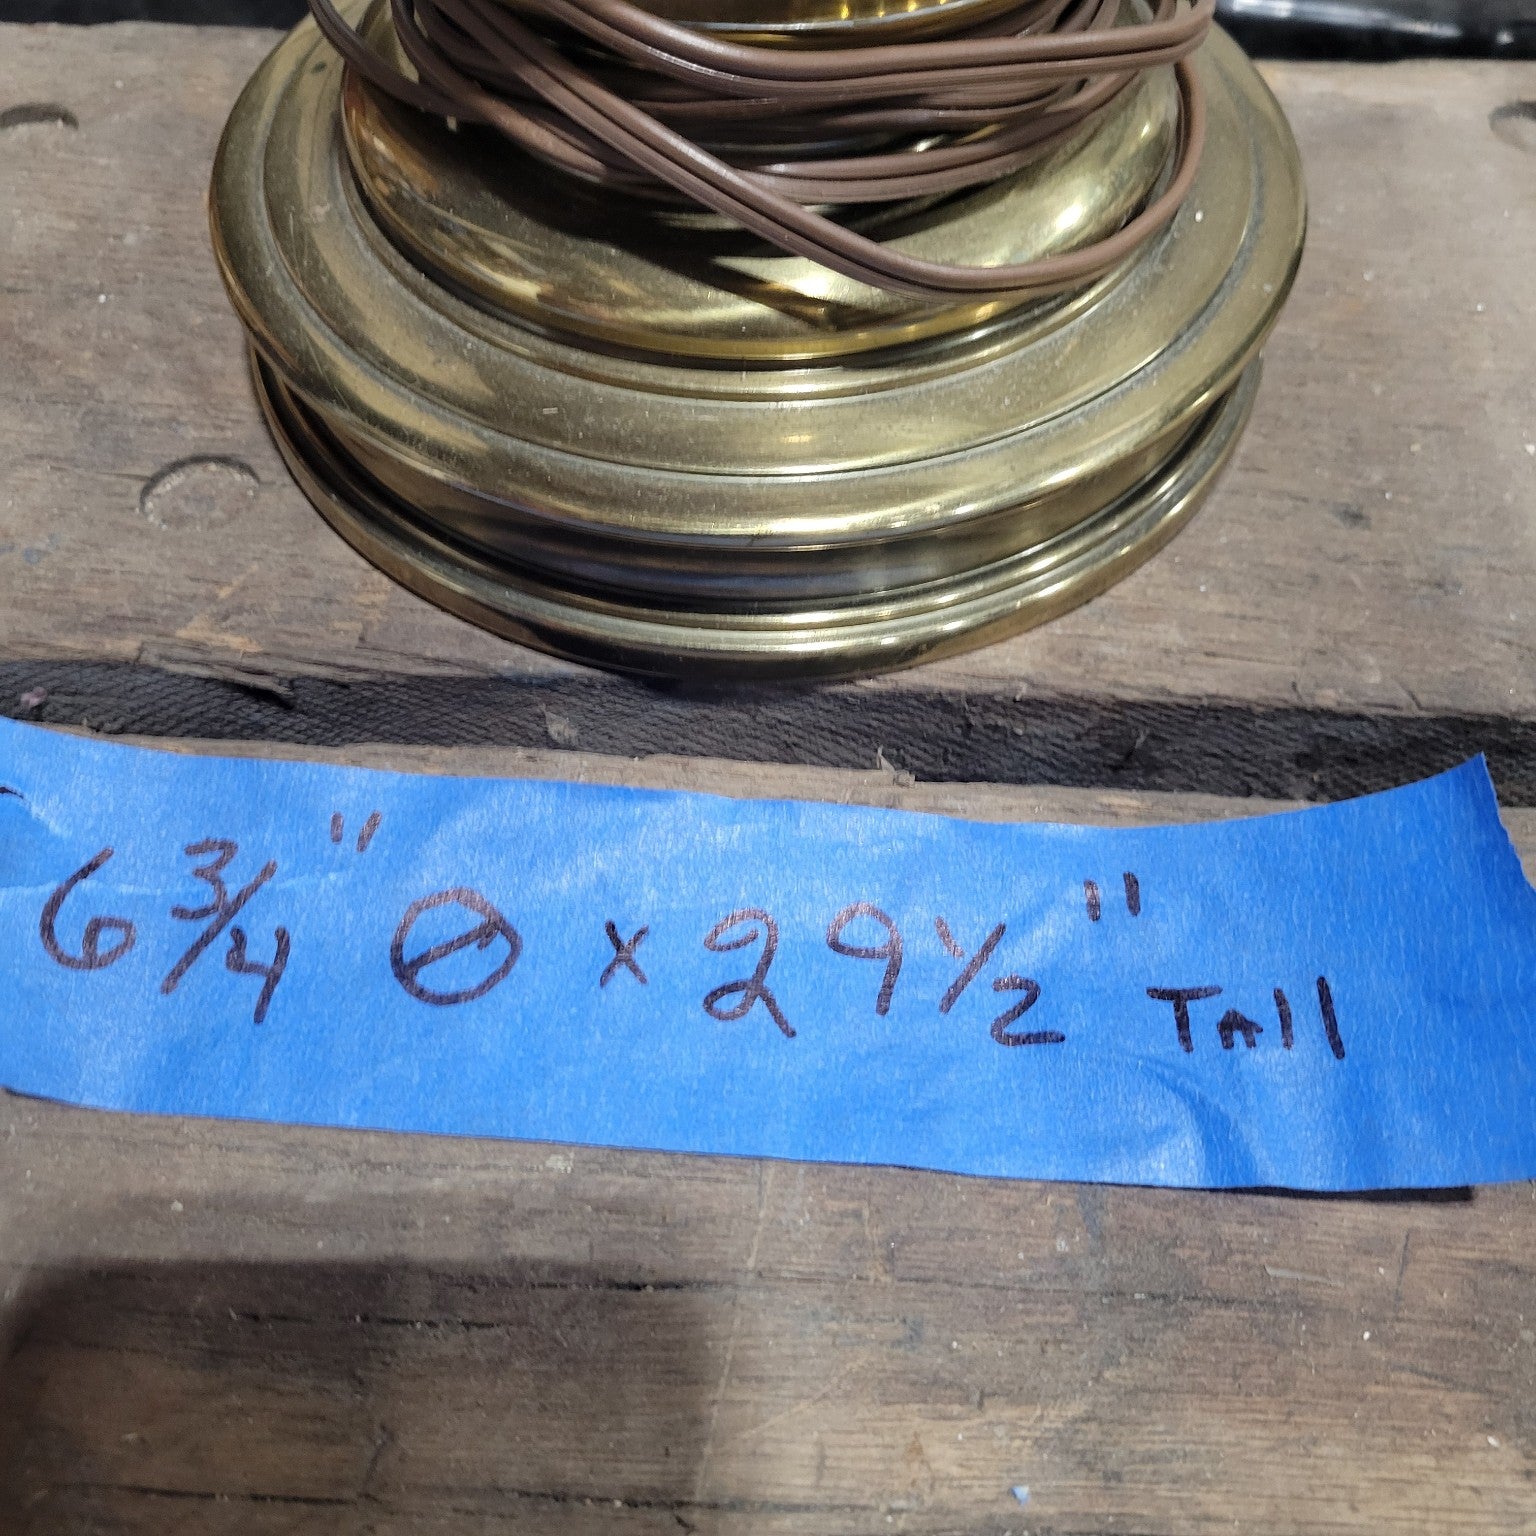 6 3/4" ∅ x 29 1/2" Tall